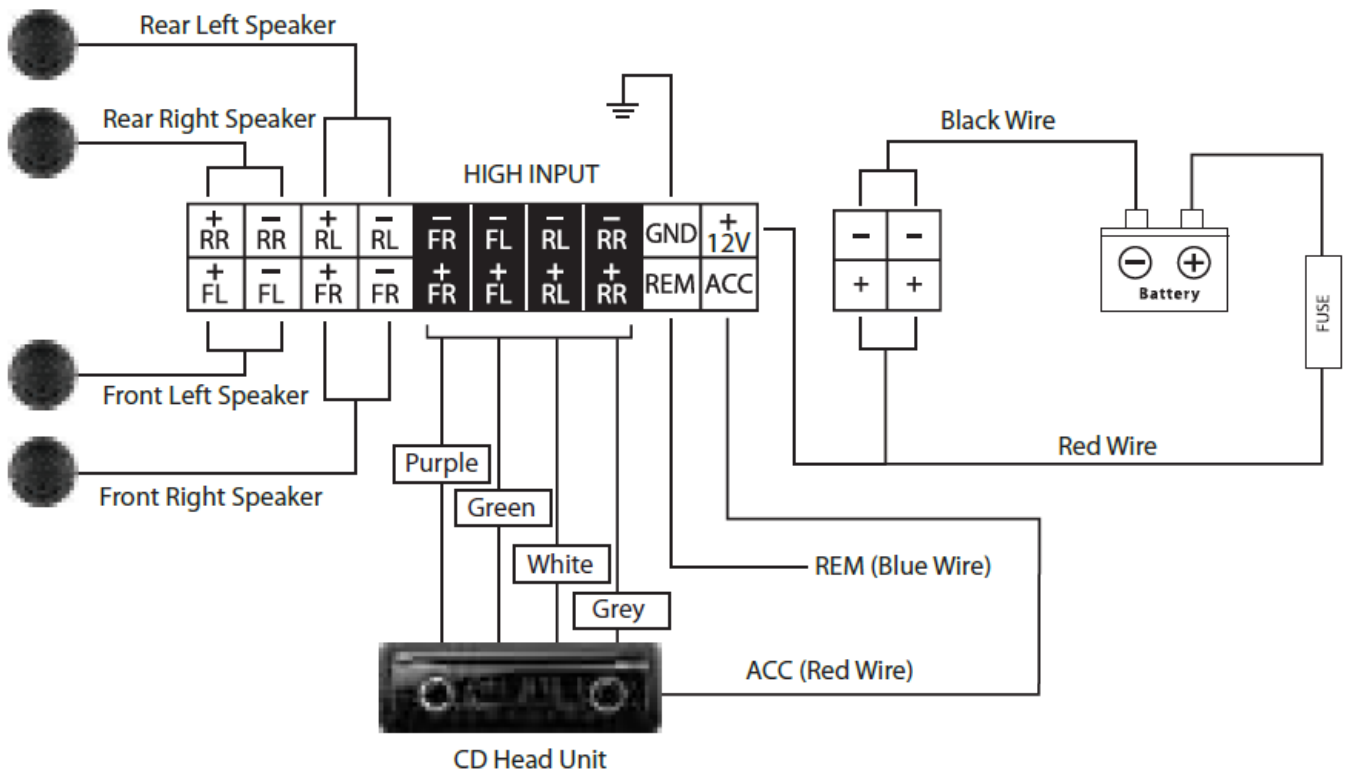 Rear Left Speaker
Rear Right Speaker
Black Wire
HIGH INPUT
+ RR − RR + RL − RL − FR − FL − RL − RR GND + 12V
+ FL − FL + FR − FR + FR + FL + RL + RR REM ACC
− −
+ +
− +
Battery
FUSE
Front Left Speaker
Front Right Speaker
Red Wire
Purple
Green
White
Grey
REM (Blue Wire)
ACC (Red Wire)
CD Head Unit